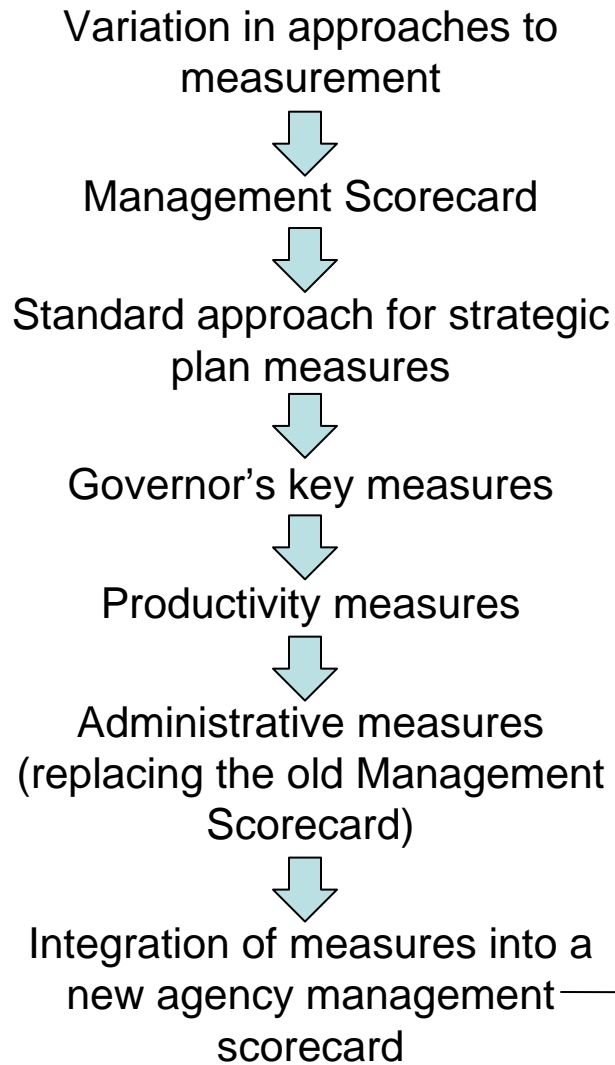 Variation in approaches to
measurement
Management Scorecard
Standard approach for strategic
plan measures
Governor's key measures
Productivity measures
Administrative measures
(replacing the old Management
Scorecard)
Integration of measures into a
new agency management
scorecard